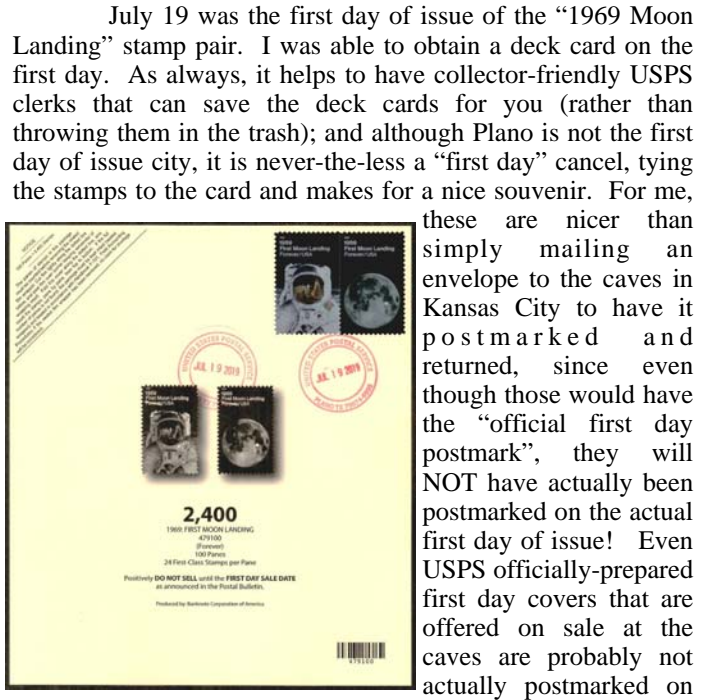 July 19 was the first day of issue of the “1969 Moon
Landing” stamp pair. I was able to obtain a deck card on the
first day. As always, it helps to have collector-friendly USPS
clerks that can save the deck cards for you (rather than
throwing them in the trash); and although Plano is not the first
day of issue city, it is never-the-less a “first day” cancel, tying
the stamps to the card and makes for a nice souvenir. For me,
these are nicer than
simply mailing an
envelope to the caves in
Kansas City to have it
postmarked and
returned, since even
though those would have
the “official first day
postmark”, they will
NOT have actually been
postmarked on the actual
first day of issue! Even
USPS officially-prepared
first day covers that are
offered on sale at the
caves are probably not
actually postmarked on
1969
First Moon Landing
Forever/USA
1969
First Moon Landing
Forever/USA
UNITED STATES POSTAL SERVICE
JUL 19 2019
UNITED STATES POSTAL SERVICE
JUL 19 2019
PLANO TX
1969
First Moon Landing
Forever/USA
1969
First Moon Landing
Forever/USA
2,400
1969: FIRST MOON LANDING
479100
(Forever)
100 Panes
24 First-Class Stamps per Pane
Positively DO NOT SELL until the FIRST DAY SALE DATE
as announced in the Postal Bulletin.
Produced by: Banknote Corporation of America
479100